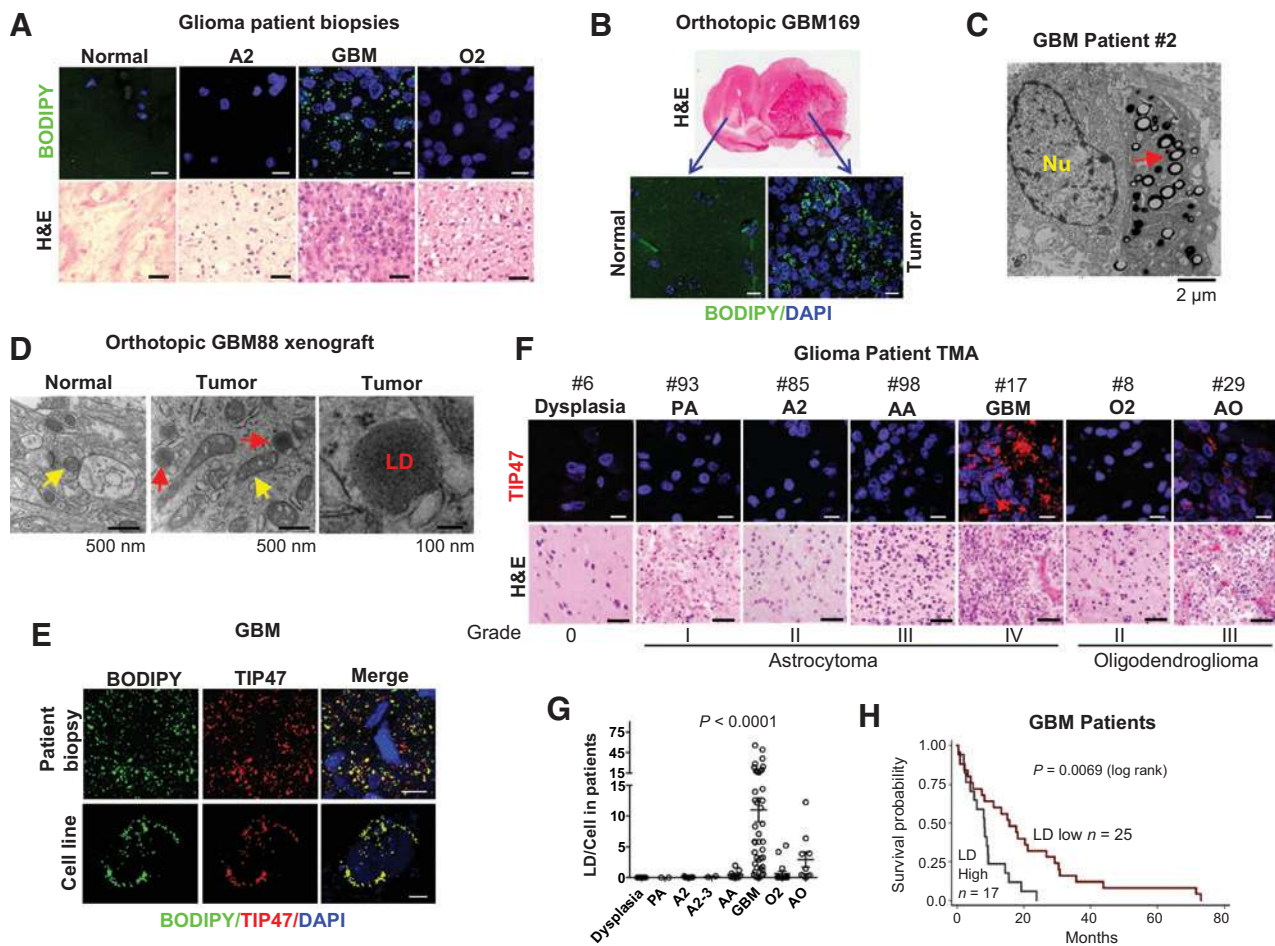 A
Glioma patient biopsies
Normal
A2
GBM
O2
BODIPY
H&E
B
Orthotopic GBM169
H&E
Normal
Tumor
BODIPY/DAPI
C
GBM Patient #2
Nu
2 µm
D
Orthotopic GBM88 xenograft
Normal
Tumor
Tumor
LD
500 nm
500 nm
100 nm
E
GBM
BODIPY
TIP47
Merge
Patient
biopsy
Cell line
BODIPY/TIP47/DAPI
F
Glioma Patient TMA
#6
#93
#85
#98
#17
#8
#29
Dysplasia
PA
A2
AA
GBM
O2
AO
TIP47
H&E
Grade
0
I
II
III
IV
II
III
Astrocytoma
Oligodendroglioma
G
P < 0.0001
LD/Cell in patients
75
45
15
15
10
5
0
Dysplasia
PA
A2
A2-3
AA
GBM
O2
AO
H
GBM Patients
P = 0.0069 (log rank)
Survival probability
1.00
0.75
0.50
0.25
0.0
LD low n = 25
LD
High
n = 17
0
20
40
60
80
Months